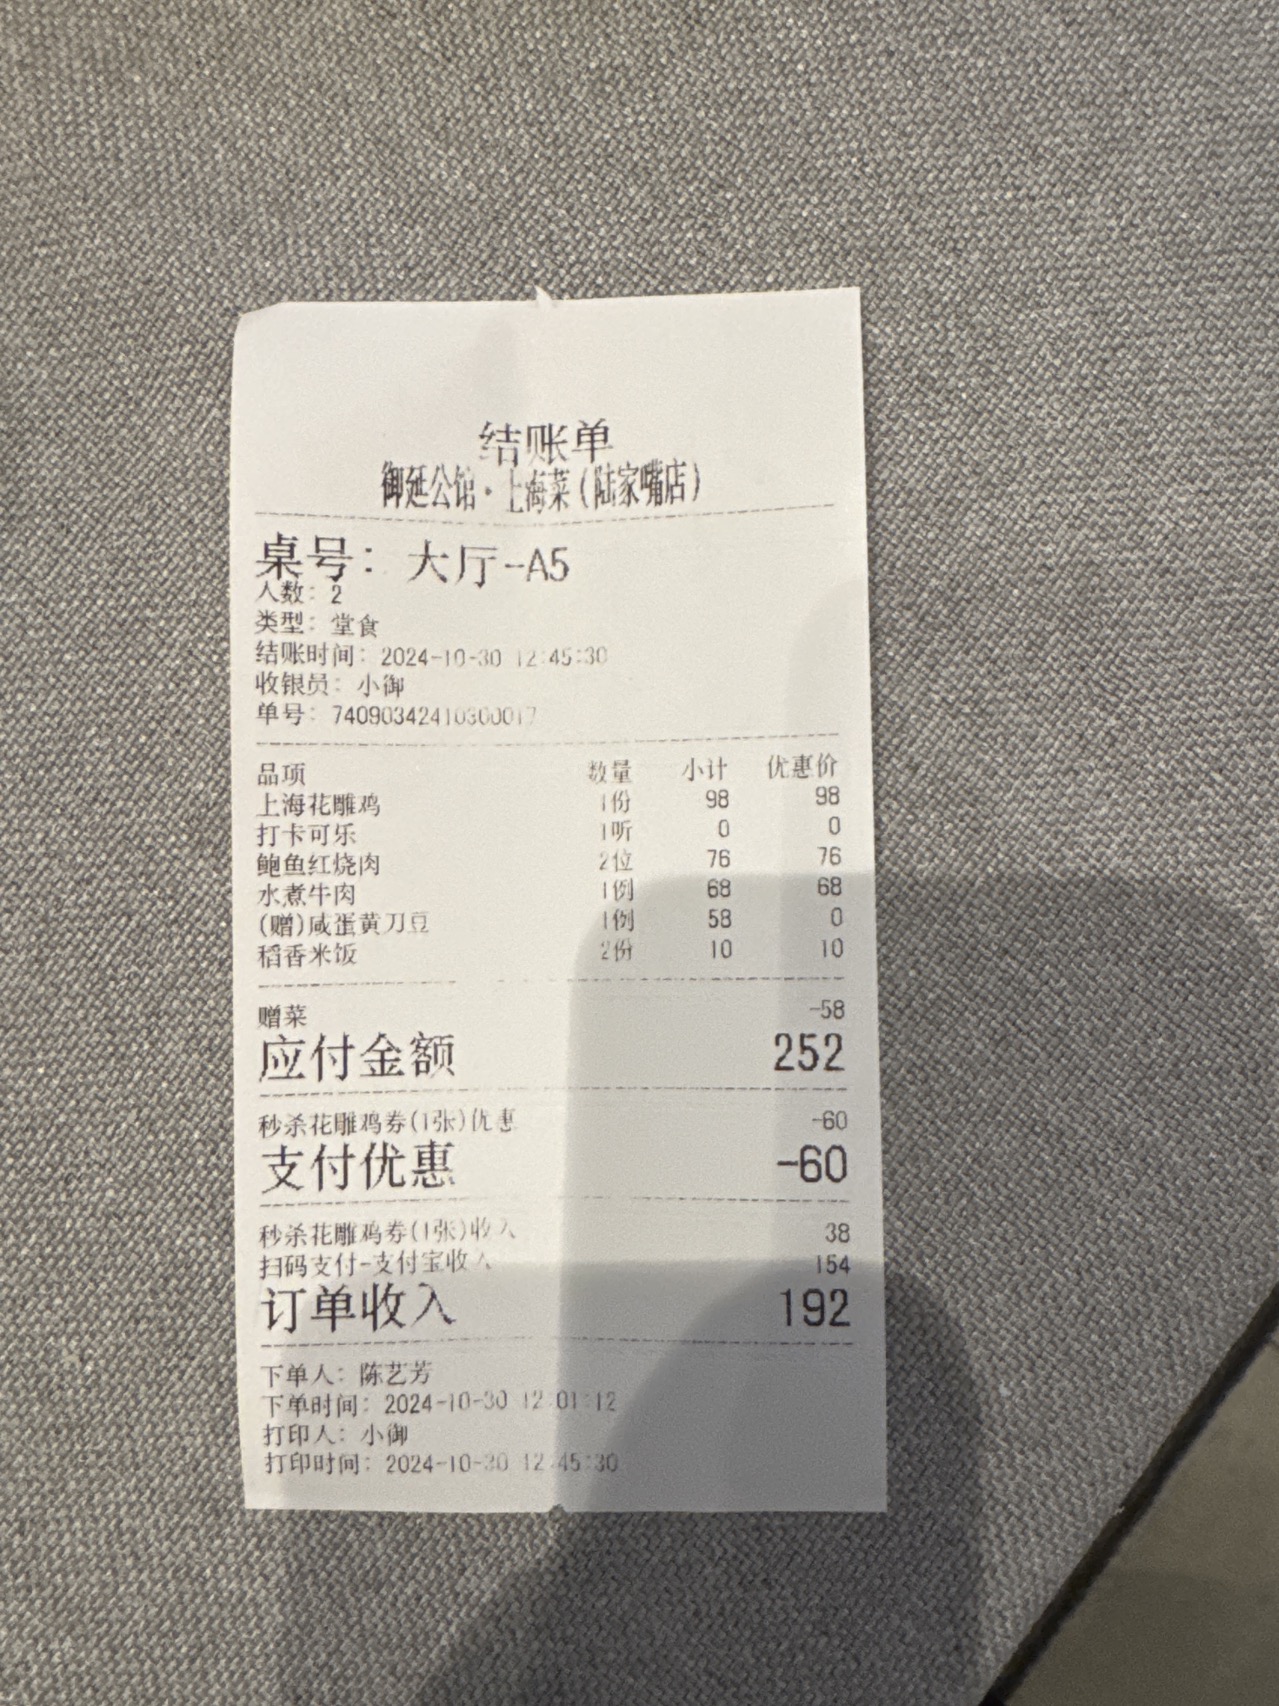 结账单
御延公馆·上海菜(陆家嘴店)
桌号: 大厅-A5
人数: 2
类型: 堂食
结账时间: 2024-10-30 12:45:30
收银员: 小御
单号: 74090342410300017
品项 数量 小计 优惠价
上海花雕鸡 1份 98 98
打卡可乐 1听 0 0
鲍鱼红烧肉 2位 76 76
水煮牛肉 1例 68 68
(赠)咸蛋黄刀豆 1例 58 0
稻香米饭 2份 10 10
赠菜 -58
应付金额 252
秒杀花雕鸡券(1张)优惠 -60
支付优惠 -60
秒杀花雕鸡券(1张)收入 38
扫码支付-支付宝收入 154
订单收入 192
下单人: 陈艺芳
下单时间: 2024-10-30 12:01:12
打印人: 小御
打印时间: 2024-10-30 12:45:30